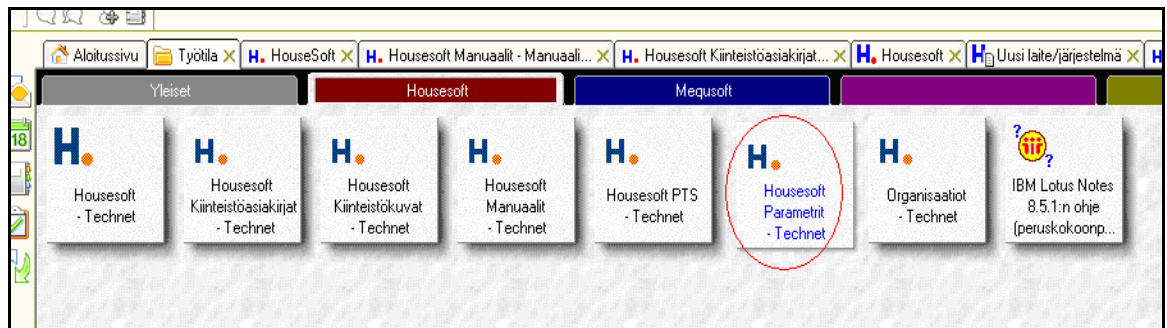 Aloitussivu Työtila H. HouseSoft H. Housesoft Manuaalit - Manuaali... H. Housesoft Kiinteistöasiakirjat... H. Housesoft H Uusi laite/järjestelmä H
Yleiset Housesoft Mequsoft
18
H.
Housesoft
- Technet
H.
Housesoft
Kiinteistöasiakirjat
- Technet
H.
Housesoft
Kiinteistökuvat
- Technet
H.
Housesoft
Manuaalit
- Technet
H.
Housesoft PTS
- Technet
H.
Housesoft
Parametrit
- Technet
H.
Organisaatiot
- Technet
? ?
IBM Lotus Notes
8.5.1:n ohje
(peruskokoonp...